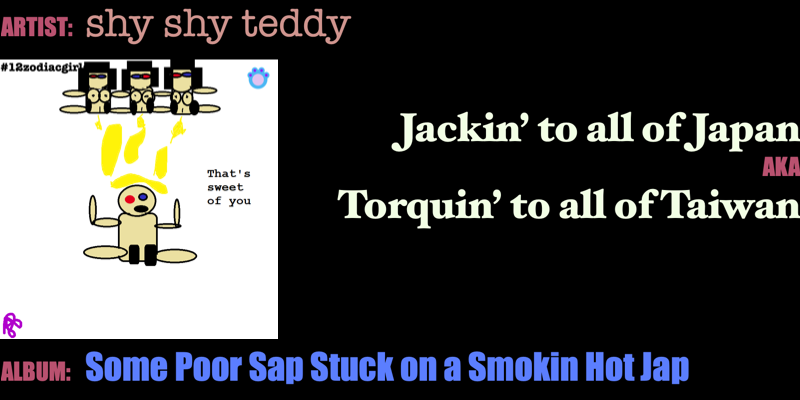 ARTIST: shy shy teddy
#12zodiacgirl
That's
sweet
of you
Jackin' to all of Japan
AKA
Torquin' to all of Taiwan
ALBUM: Some Poor Sap Stuck on a Smokin Hot Jap